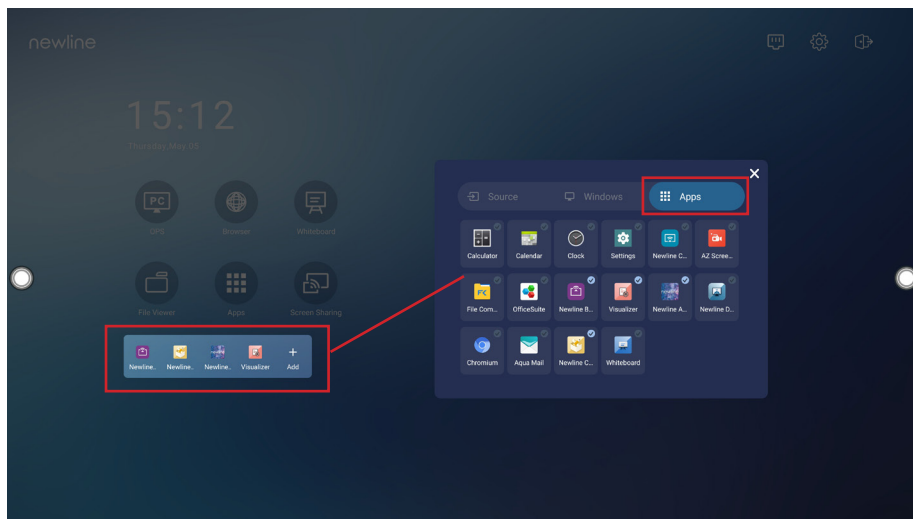 newline
15:12
Thursday,May 05
PC
OPS
Browser
Whiteboard
File Viewer
Apps
Screen Sharing
Newline.. Newline.. Newline.. Visualizer Add
Source Windows Apps
Calculator Calendar Clock Settings Newline C... AZ Scree...
File Com... OfficeSuite Newline B... Visualizer Newline A... Newline D...
Chromium Aqua Mail Newline C... Whiteboard